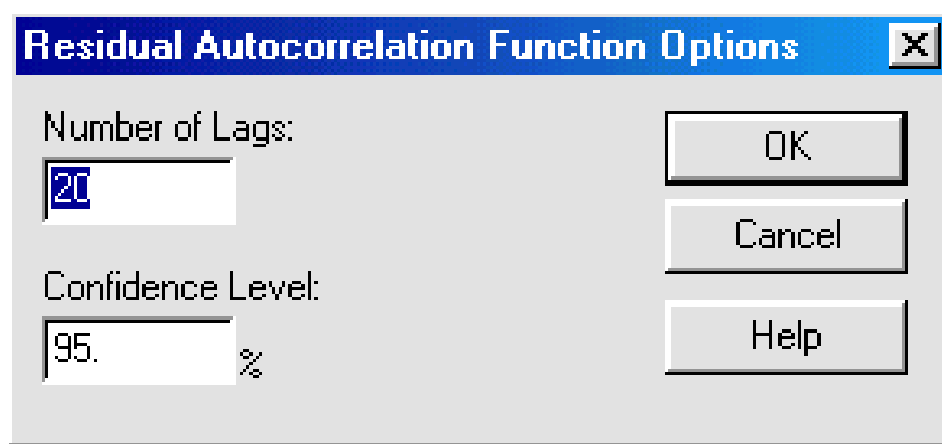 Residual Autocorrelation Function Options
Number of Lags:
20
OK
Cancel
Confidence Level:
95.
%
Help